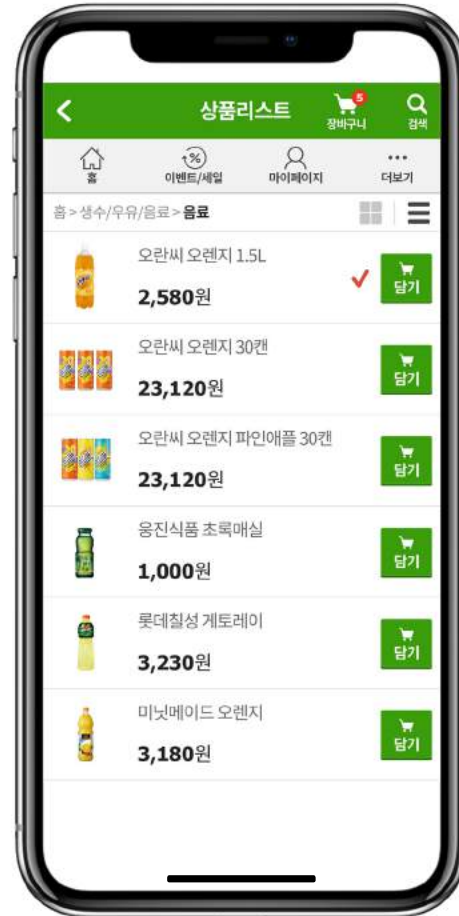 상품리스트
5
장바구니
검색
홈
이벤트/세일
마이페이지
더보기
홈>생수/우유/음료>음료
오란씨 오렌지 1.5L
2,580원
담기
오란씨 오렌지 30캔
23,120원
담기
오란씨 오렌지 파인애플 30캔
23,120원
담기
웅진식품 초록매실
1,000원
담기
롯데칠성 게토레이
3,230원
담기
미닛메이드 오렌지
3,180원
담기